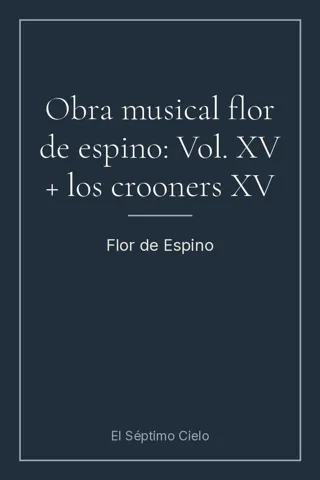 Obra musical flor
de espino: Vol. XV
+ los crooners XV
Flor de Espino
El Séptimo Cielo